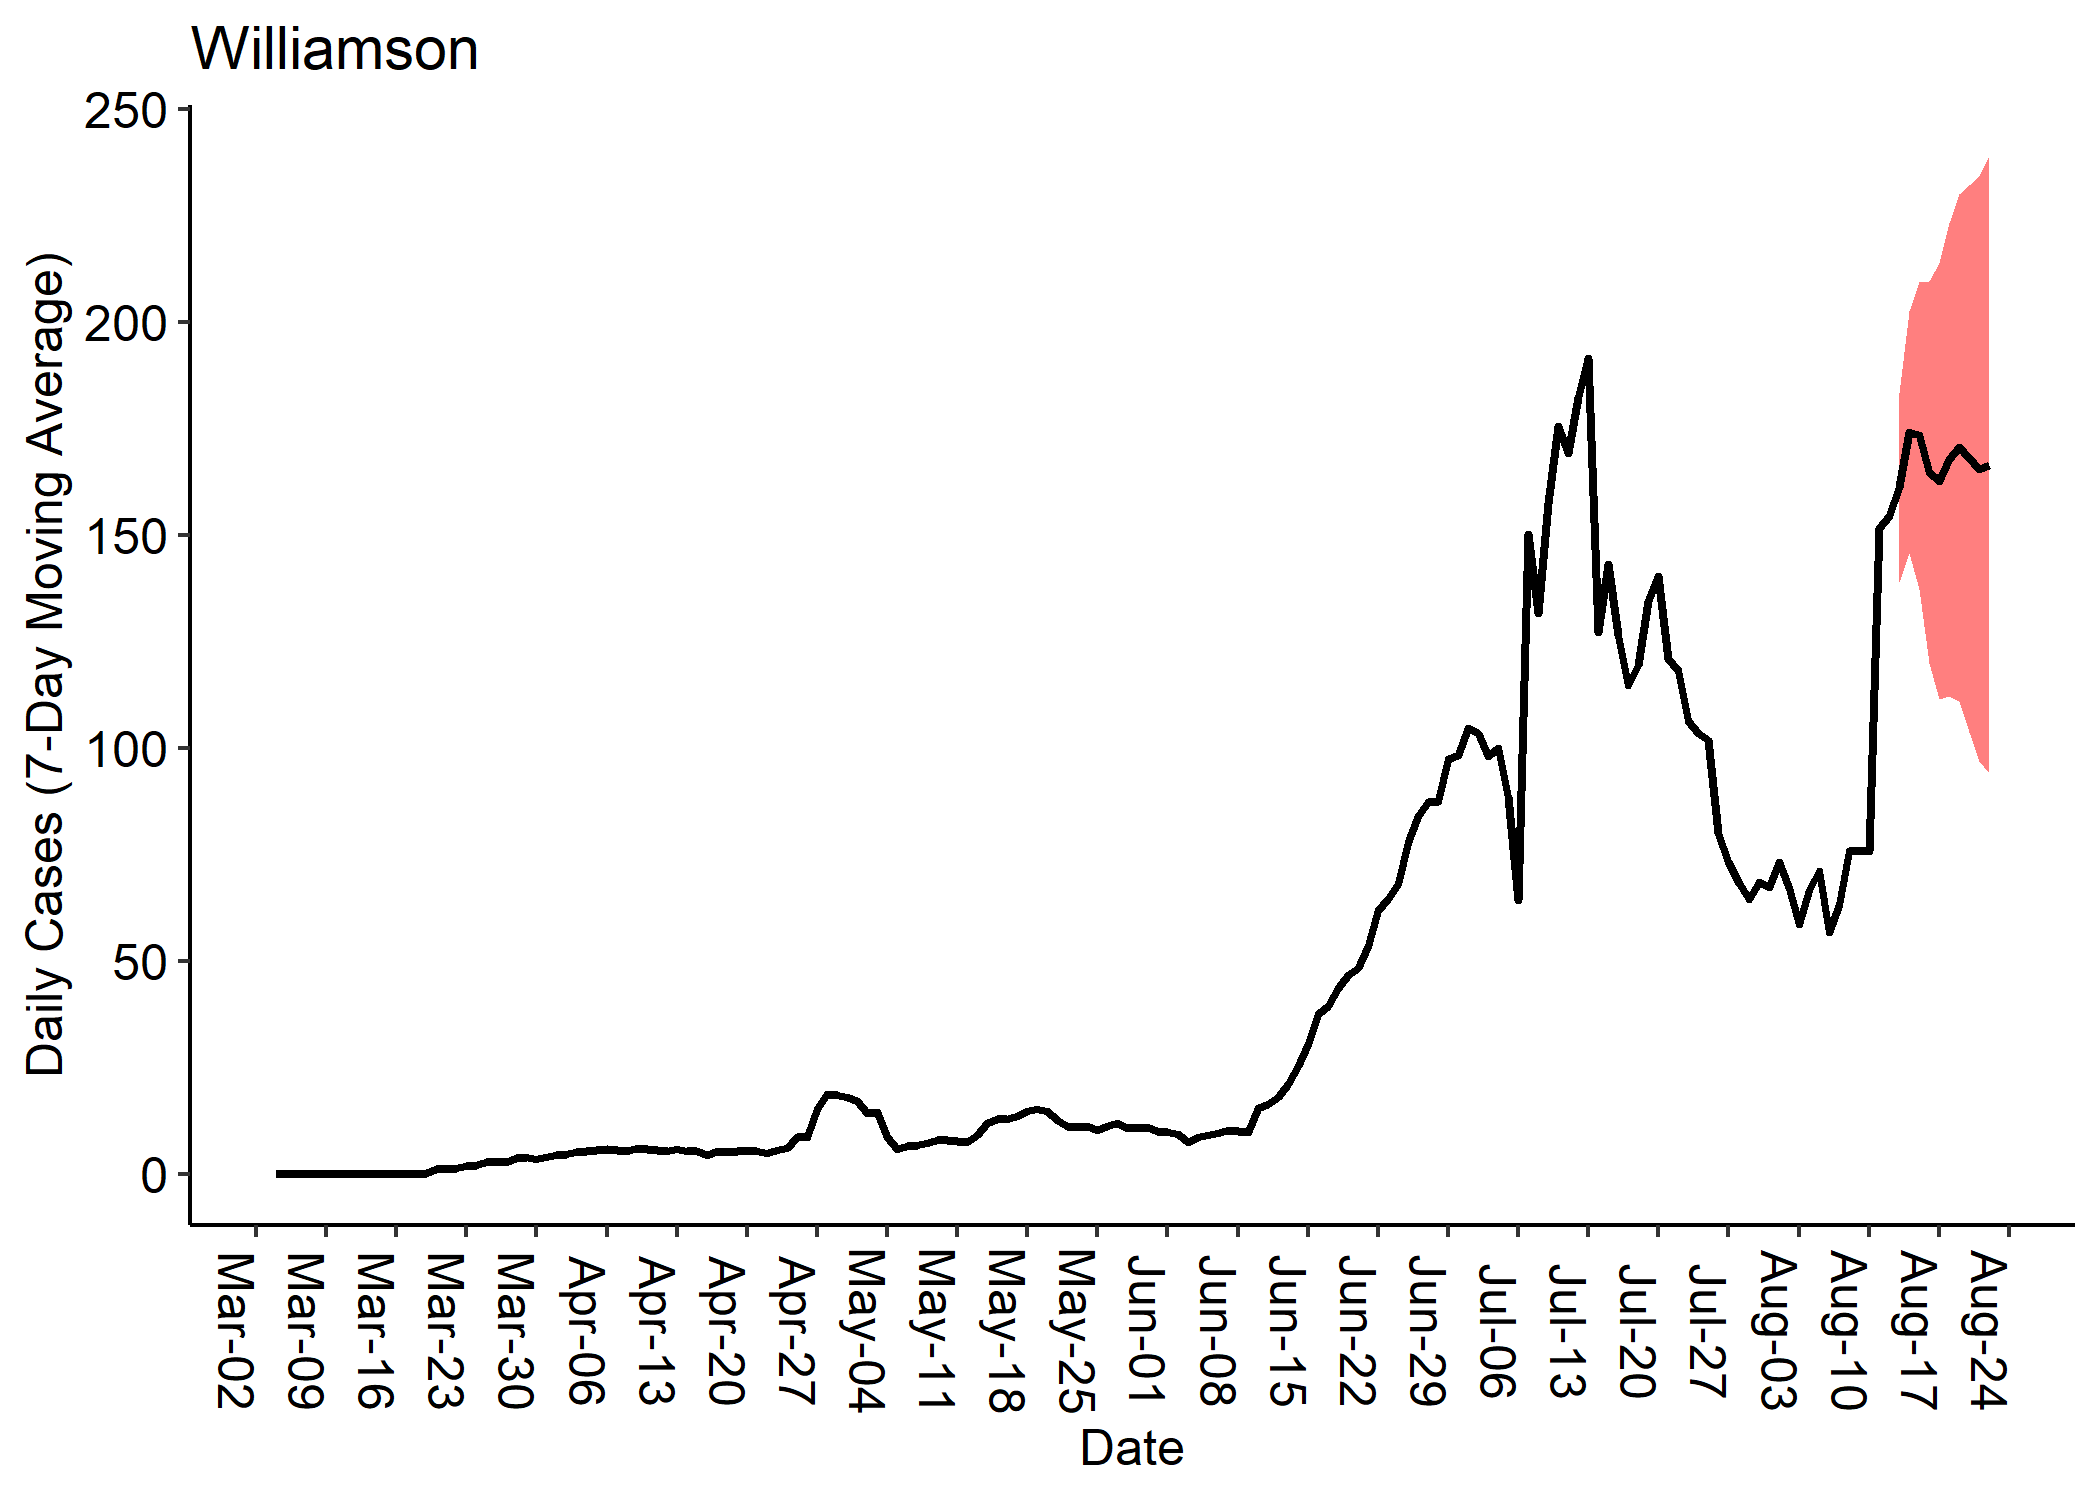 Williamson
Daily Cases (7-Day Moving Average)
250
200
150
100
50
0
Mar-02
Mar-09
Mar-16
Mar-23
Mar-30
Apr-06
Apr-13
Apr-20
Apr-27
May-04
May-11
May-18
May-25
Jun-01
Jun-08
Jun-15
Jun-22
Jun-29
Jul-06
Jul-13
Jul-20
Jul-27
Aug-03
Aug-10
Aug-17
Aug-24
Date